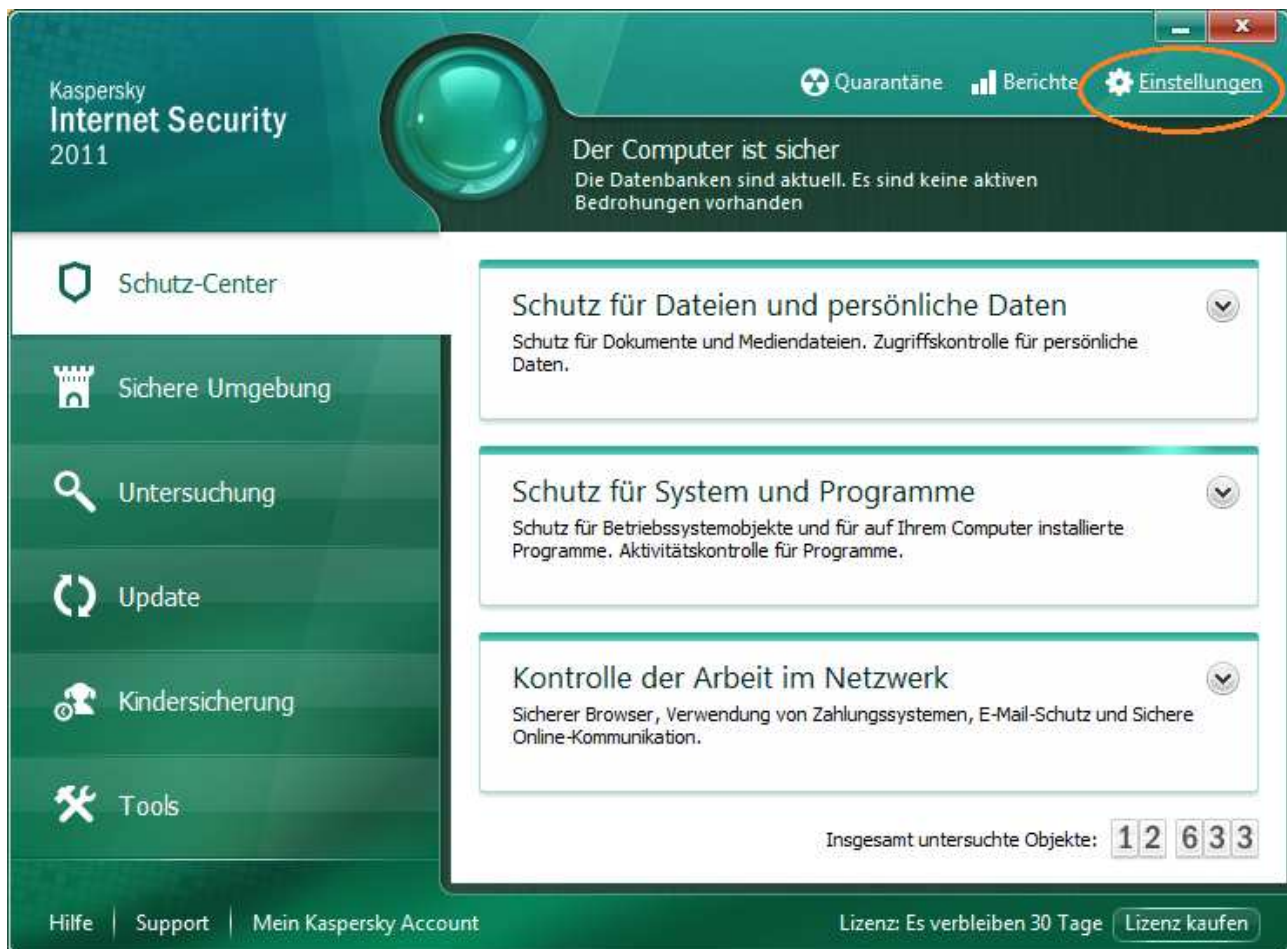 Kaspersky
Internet Security
2011
Quarantäne
Berichte
Einstellungen
Der Computer ist sicher
Die Datenbanken sind aktuell. Es sind keine aktiven
Bedrohungen vorhanden
Schutz-Center
Sichere Umgebung
Untersuchung
Update
Kindersicherung
Tools
Schutz für Dateien und persönliche Daten
Schutz für Dokumente und Mediendateien. Zugriffskontrolle für persönliche
Daten.
Schutz für System und Programme
Schutz für Betriebssystemobjekte und für auf Ihrem Computer installierte
Programme. Aktivitätskontrolle für Programme.
Kontrolle der Arbeit im Netzwerk
Sicherer Browser, Verwendung von Zahlungssystemen, E-Mail-Schutz und Sichere
Online-Kommunikation.
Insgesamt untersuchte Objekte: 12 633
Hilfe | Support | Mein Kaspersky Account
Lizenz: Es verbleiben 30 Tage Lizenz kaufen